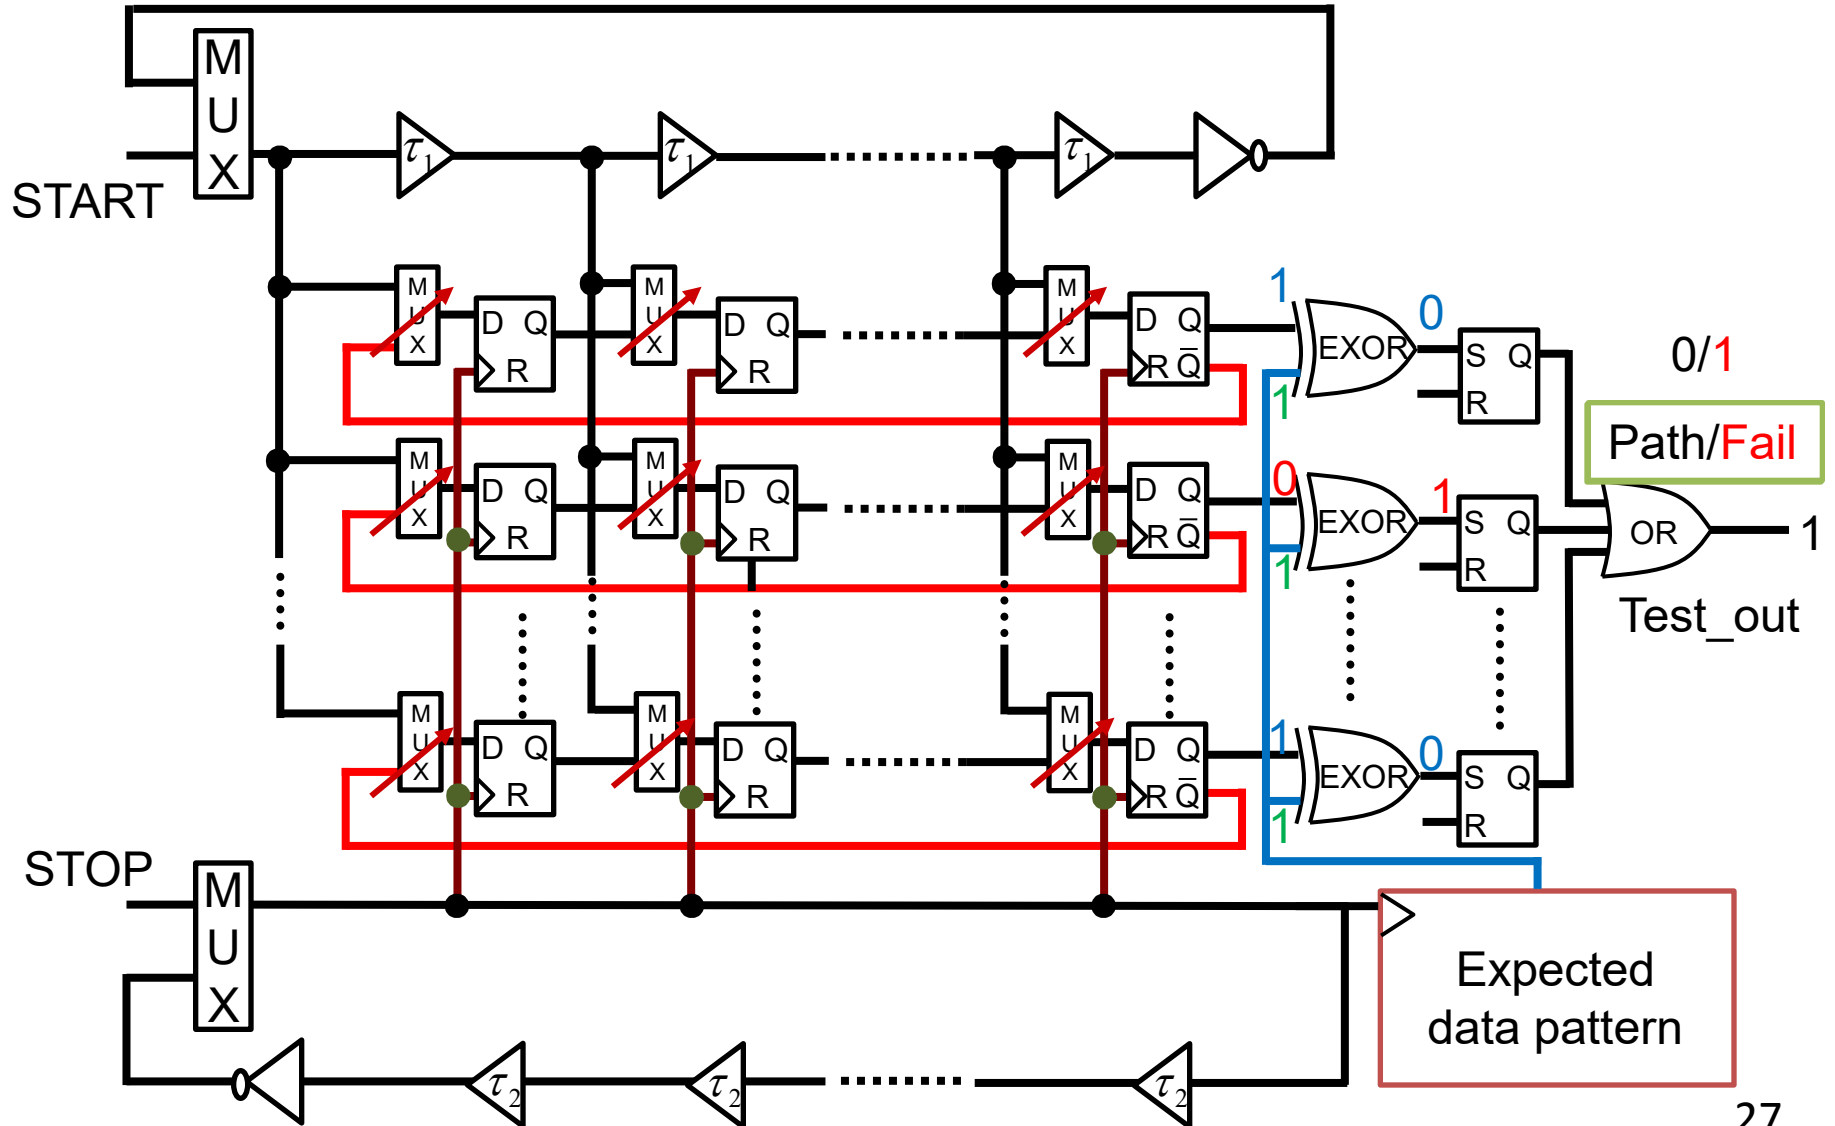 M
U
X
START
τ1
τ1
τ1
M
U
X
D Q
R
M
U
X
D Q
R
M
U
X
D Q
R Q̅
1
1
EXOR
0
S Q
R
0/1
Path/Fail
M
U
X
D Q
R
M
U
X
D Q
R
M
U
X
D Q
R Q̅
0
1
EXOR
1
S Q
R
OR
1
Test_out
M
U
X
D Q
R
M
U
X
D Q
R
M
U
X
D Q
R Q̅
1
1
EXOR
0
S Q
R
STOP
M
U
X
Expected
data pattern
τ2
τ2
τ2
27